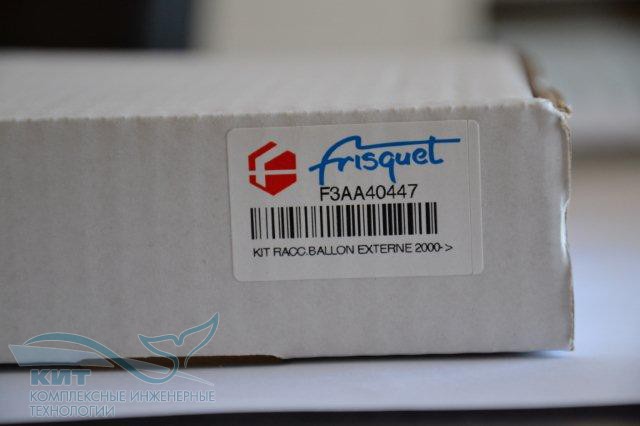 frisquet
F3AA40447
KIT RACC.BALLON EXTERNE 2000->
КИТ
КОМПЛЕКСНЫЕ ИНЖЕНЕРНЫЕ
ТЕХНОЛОГИИ